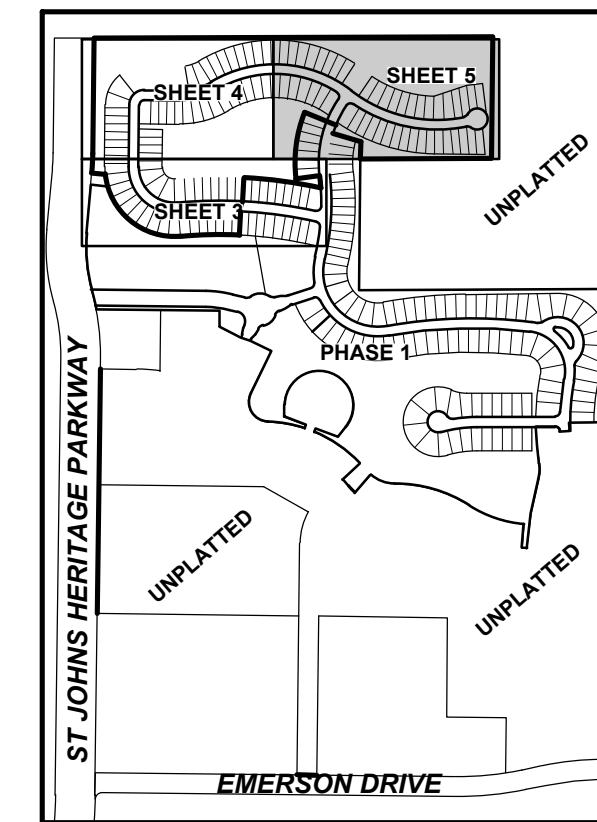 SHEET 5
SHEET 4
UNPLATTED
SHEET 3
PHASE 1
ST JOHNS HERITAGE PARKWAY
UNPLATTED
UNPLATTED
EMERSON DRIVE